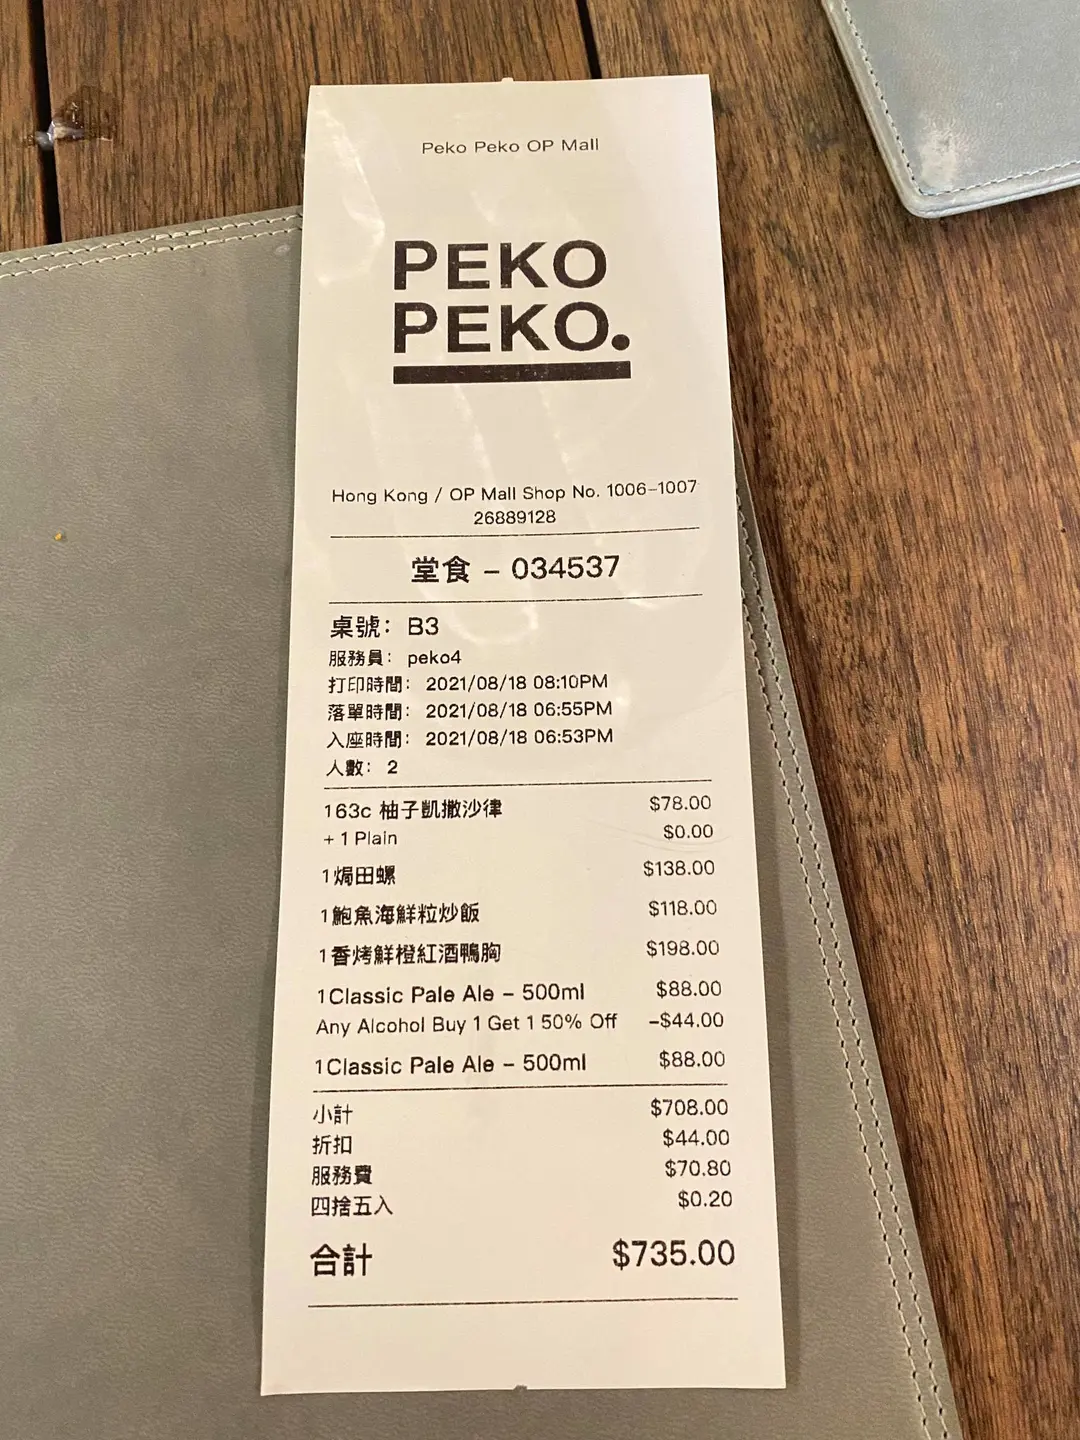 Peko Peko OP Mall
PEKO
PEKO.
Hong Kong / OP Mall Shop No. 1006-1007
26889128
堂食 – 034537
桌號： B3
服務員： peko4
打印時間： 2021/08/18 08:10PM
落單時間： 2021/08/18 06:55PM
入座時間： 2021/08/18 06:53PM
人數： 2
1 63c 柚子凱撒沙律 $78.00
+ 1 Plain $0.00
1 焗田螺 $138.00
1 鮑魚海鮮粒炒飯 $118.00
1 香烤鮮橙紅酒鴨胸 $198.00
1 Classic Pale Ale – 500ml $88.00
Any Alcohol Buy 1 Get 1 50% Off -$44.00
1 Classic Pale Ale – 500ml $88.00
小計 $708.00
折扣 $44.00
服務費 $70.80
四捨五入 $0.20
合計 $735.00